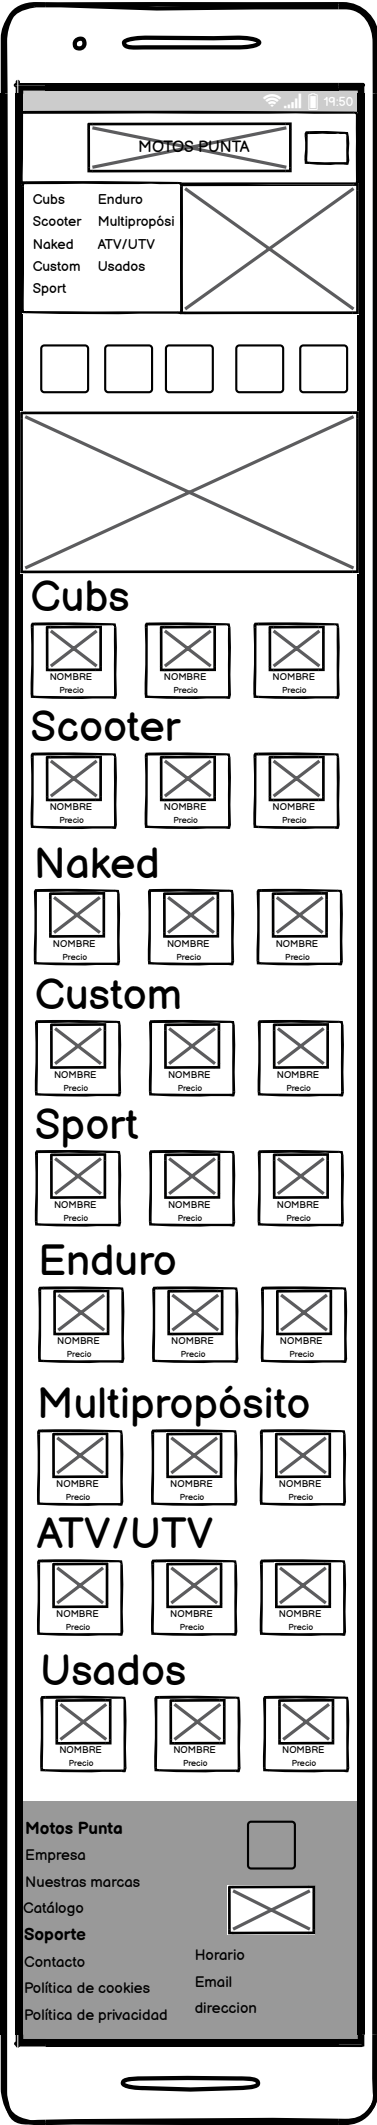 19:50
MOTOS PUNTA
Cubs Enduro
Scooter Multipropósi
Naked ATV/UTV
Custom Usados
Sport
Cubs
NOMBRE NOMBRE NOMBRE
Precio Precio Precio
Scooter
NOMBRE NOMBRE NOMBRE
Precio Precio Precio
Naked
NOMBRE NOMBRE NOMBRE
Precio Precio Precio
Custom
NOMBRE NOMBRE NOMBRE
Precio Precio Precio
Sport
NOMBRE NOMBRE NOMBRE
Precio Precio Precio
Enduro
NOMBRE NOMBRE NOMBRE
Precio Precio Precio
Multipropósito
NOMBRE NOMBRE NOMBRE
Precio Precio Precio
ATV/UTV
NOMBRE NOMBRE NOMBRE
Precio Precio Precio
Usados
NOMBRE NOMBRE NOMBRE
Precio Precio Precio
Motos Punta
Empresa
Nuestras marcas
Catálogo
Soporte
Contacto
Política de cookies
Política de privacidad
Horario
Email
direccion